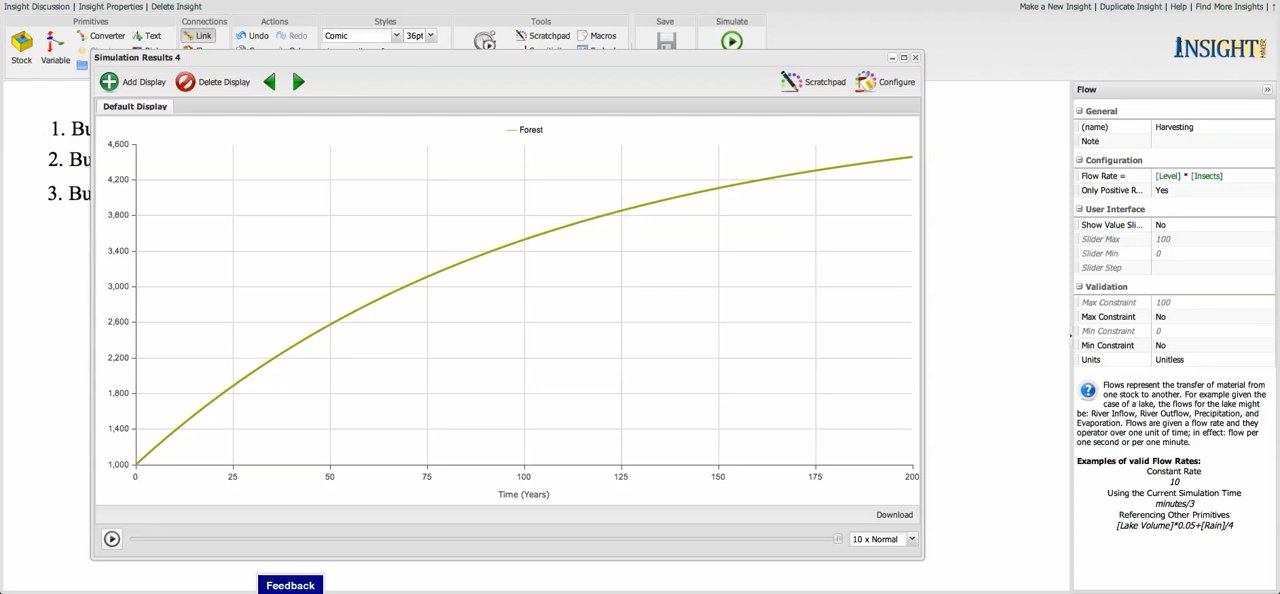 Insight Discussion | Insight Properties | Delete Insight
Make a New Insight | Duplicate Insight | Help | Find More Insights |
Primitives Connections Actions Styles Tools Save Simulate
Converter Text Link Undo Redo Comic 36pt Scratchpad Macros
Stock Variable
INSIGHT MAKER
Simulation Results 4
Add Display Delete Display Scratchpad Configure
Default Display
1. Bu
2. Bu
3. Bu
Forest
4,600
4,200
3,800
3,400
3,000
2,600
2,200
1,800
1,400
1,000
0 25 50 75 100 125 150 175 200
Time (Years)
Download
10 x Normal
Feedback
Flow
General
(name) Harvesting
Note
Configuration
Flow Rate = [Level] * [Insects]
Only Positive R... Yes
User Interface
Show Value Sli... No
Slider Max 100
Slider Min 0
Slider Step
Validation
Max Constraint 100
Max Constraint No
Min Constraint 0
Min Constraint No
Units Unitless
Flows represent the transfer of material from
one stock to another. For example given the
case of a lake, the flows for the lake might
be: River Inflow, River Outflow, Precipitation, and
Evaporation. Flows are given a flow rate and they
operator over one unit of time; in effect: flow per
one second or per one minute.
Examples of valid Flow Rates:
Constant Rate
10
Using the Current Simulation Time
minutes/3
Referencing Other Primitives
[Lake Volume]*0.05+[Rain]/4